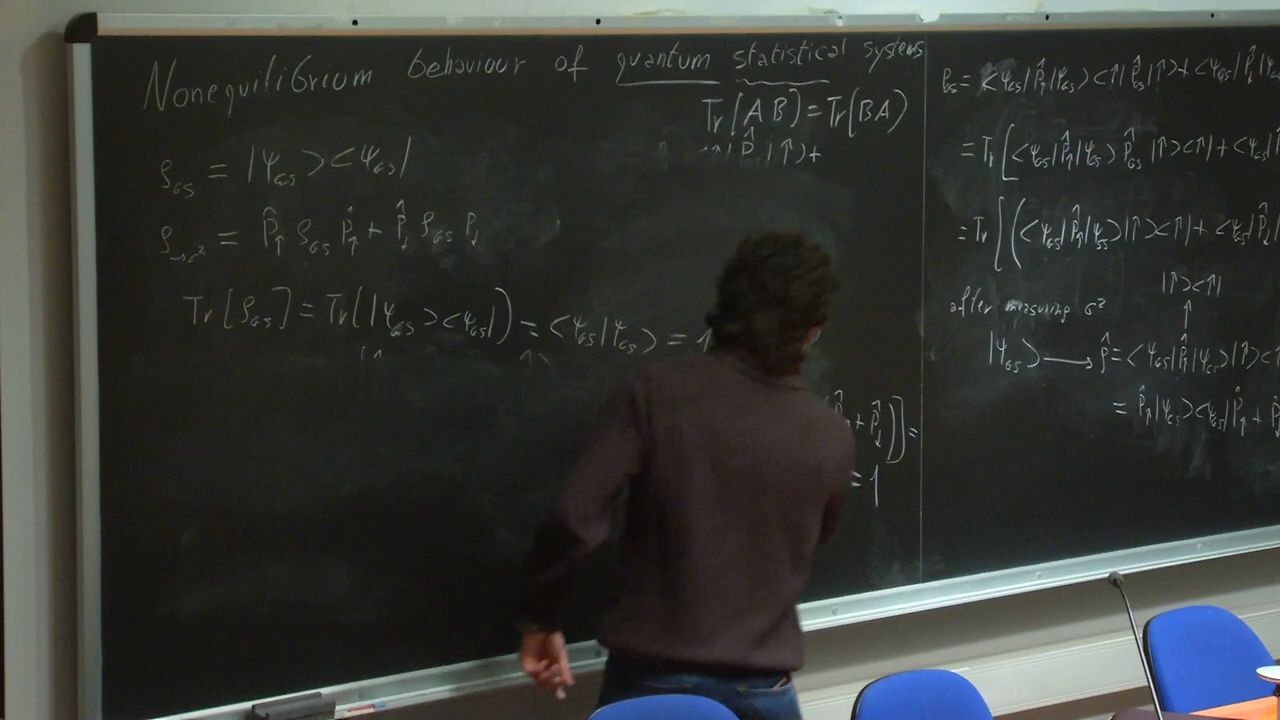 Nonequilibrium behaviour of quantum statistical systems
Tr[AB) = Tr(BA)
ρ_GS = |ψ_GS><ψ_GS|
ρ_→σ^z = P̂↑ ρ_GS P̂↑ + P̂↓ ρ_GS P↓
Tr[ρ_GS] = Tr(|ψ_GS><ψ_GS|) = <ψ_GS|ψ_GS> = 1
+ P̂↓)] =
= 1
= <ψ_GS|P̂↑|ψ_GS><↑|P̂_GS|↑> + <ψ_GS|P̂↓|
= Tr[<ψ_GS|P̂↑|ψ_GS> P̂_GS |↑><↑| + <ψ_GS|
= Tr[(<ψ_GS|P̂↑|ψ_GS>|↑><↑| + <ψ_GS|P̂↓|
|↑><↑|
after measuring σ^z
|ψ_GS> → ρ̂ = <ψ_GS|P̂↑|ψ_GS>|↑><
= P̂↑|ψ_GS><ψ_GS|P̂↑ + P̂↓